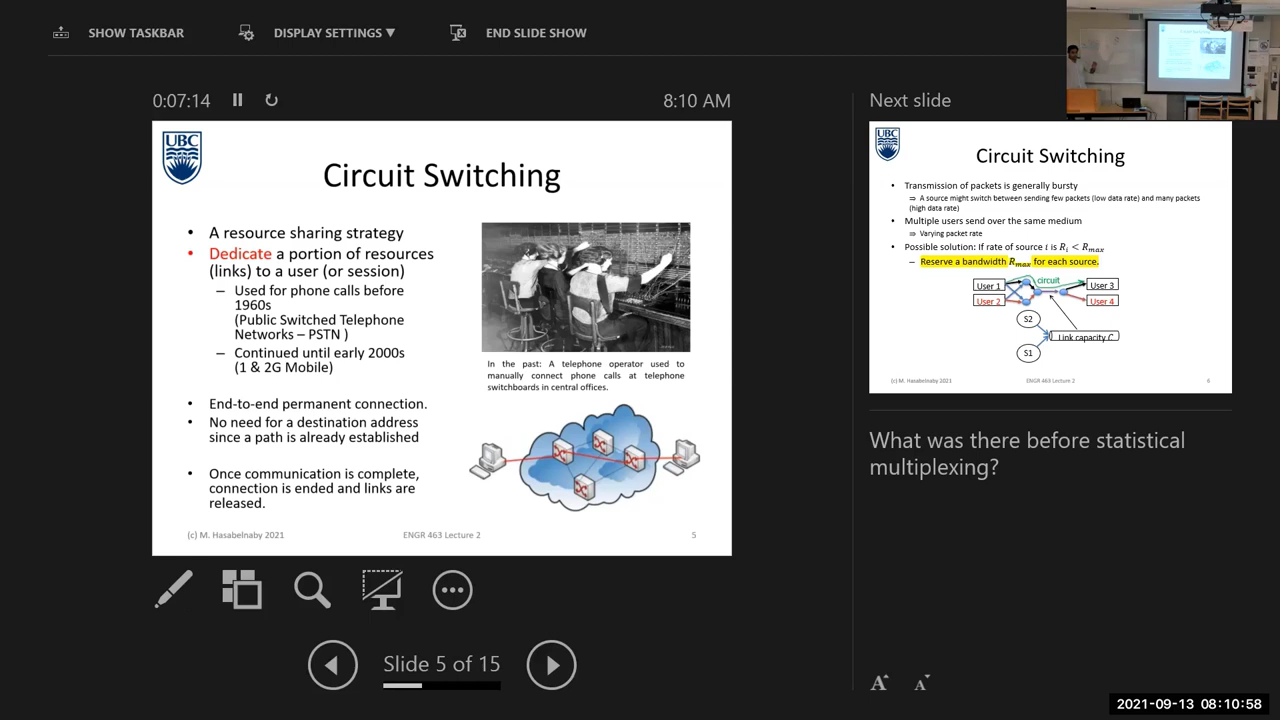 SHOW TASKBAR
DISPLAY SETTINGS ▼
END SLIDE SHOW
0:07:14
8:10 AM
UBC
Circuit Switching
• A resource sharing strategy
• Dedicate a portion of resources
(links) to a user (or session)
– Used for phone calls before
1960s
(Public Switched Telephone
Networks – PSTN )
– Continued until early 2000s
(1 & 2G Mobile)
• End-to-end permanent connection.
• No need for a destination address
since a path is already established
• Once communication is complete,
connection is ended and links are
released.
In the past: A telephone operator used to
manually connect phone calls at telephone
switchboards in central offices.
(c) M. Hasabelnaby 2021
ENGR 463 Lecture 2
5
Slide 5 of 15
Next slide
UBC
Circuit Switching
• Transmission of packets is generally bursty
⇒ A source might switch between sending few packets (low data rate) and many packets
(high data rate)
• Multiple users send over the same medium
⇒ Varying packet rate
• Possible solution: If rate of source i is Rᵢ < Rₘₐₓ
– Reserve a bandwidth Rₘₐₓ for each source.
circuit
User 1
User 3
User 2
User 4
S2
Link capacity C
S1
(c) M. Hasabelnaby 2021
ENGR 463 Lecture 2
6
What was there before statistical
multiplexing?
A A
2021-09-13 08:10:58